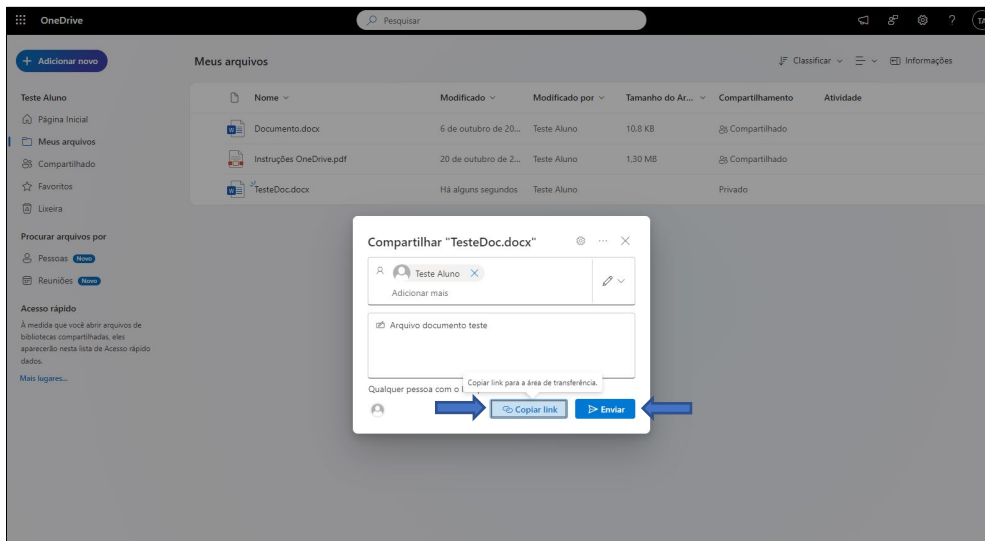 OneDrive
Pesquisar
?
TA
+ Adicionar novo
Teste Aluno
Página Inicial
Meus arquivos
Compartilhado
Favoritos
Lixeira
Procurar arquivos por
Pessoas Novo
Reuniões Novo
Acesso rápido
À medida que você abrir arquivos de
bibliotecas compartilhadas, eles
aparecerão nesta lista de Acesso rápido
dados.
Mais lugares...
Meus arquivos
Classificar
Informações
Nome Modificado Modificado por Tamanho do Ar... Compartilhamento Atividade
Documento.docx 6 de outubro de 20... Teste Aluno 10,8 KB Compartilhado
Instruções OneDrive.pdf 20 de outubro de 2... Teste Aluno 1,30 MB Compartilhado
TesteDoc.docx Há alguns segundos Teste Aluno Privado
Compartilhar "TesteDoc.docx"
Teste Aluno
Adicionar mais
Arquivo documento teste
Copiar link para a área de transferência.
Qualquer pessoa com o
Copiar link
Enviar